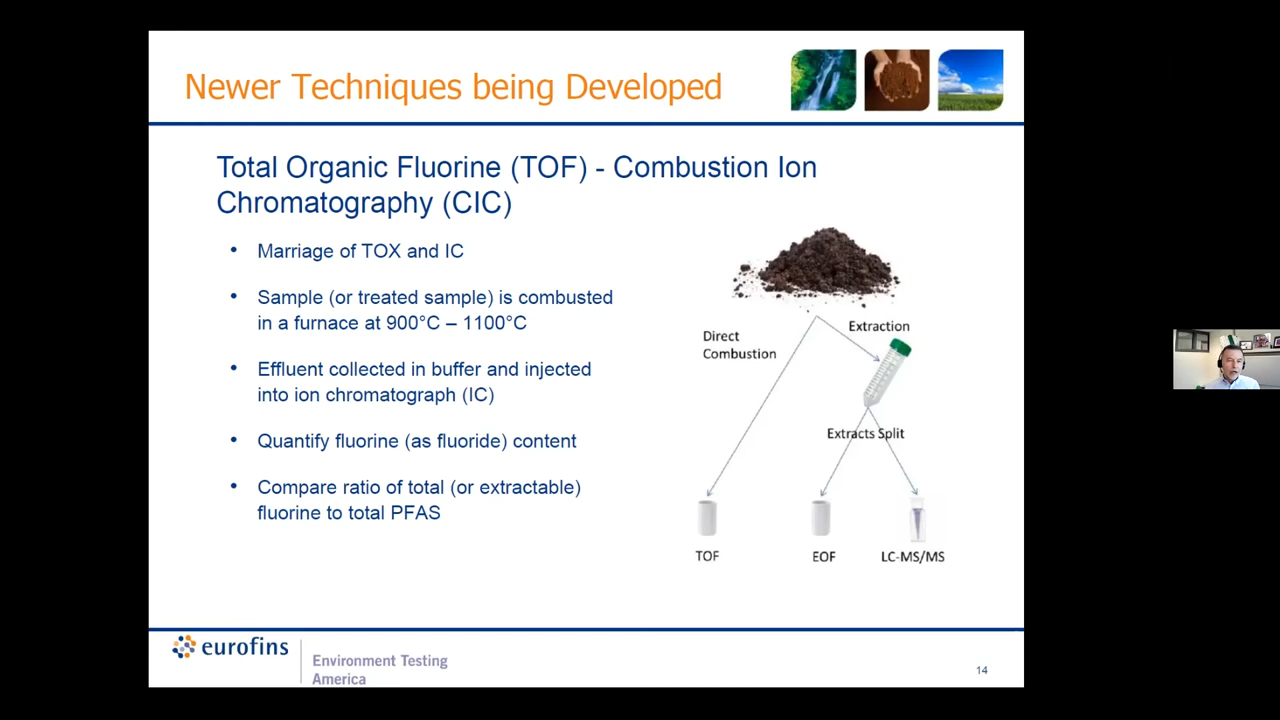 Newer Techniques being Developed
Total Organic Fluorine (TOF) - Combustion Ion
Chromatography (CIC)
• Marriage of TOX and IC
• Sample (or treated sample) is combusted
in a furnace at 900°C – 1100°C
• Effluent collected in buffer and injected
into ion chromatograph (IC)
• Quantify fluorine (as fluoride) content
• Compare ratio of total (or extractable)
fluorine to total PFAS
Direct
Combustion
Extraction
Extracts Split
TOF
EOF
LC-MS/MS
eurofins
Environment Testing
America
14